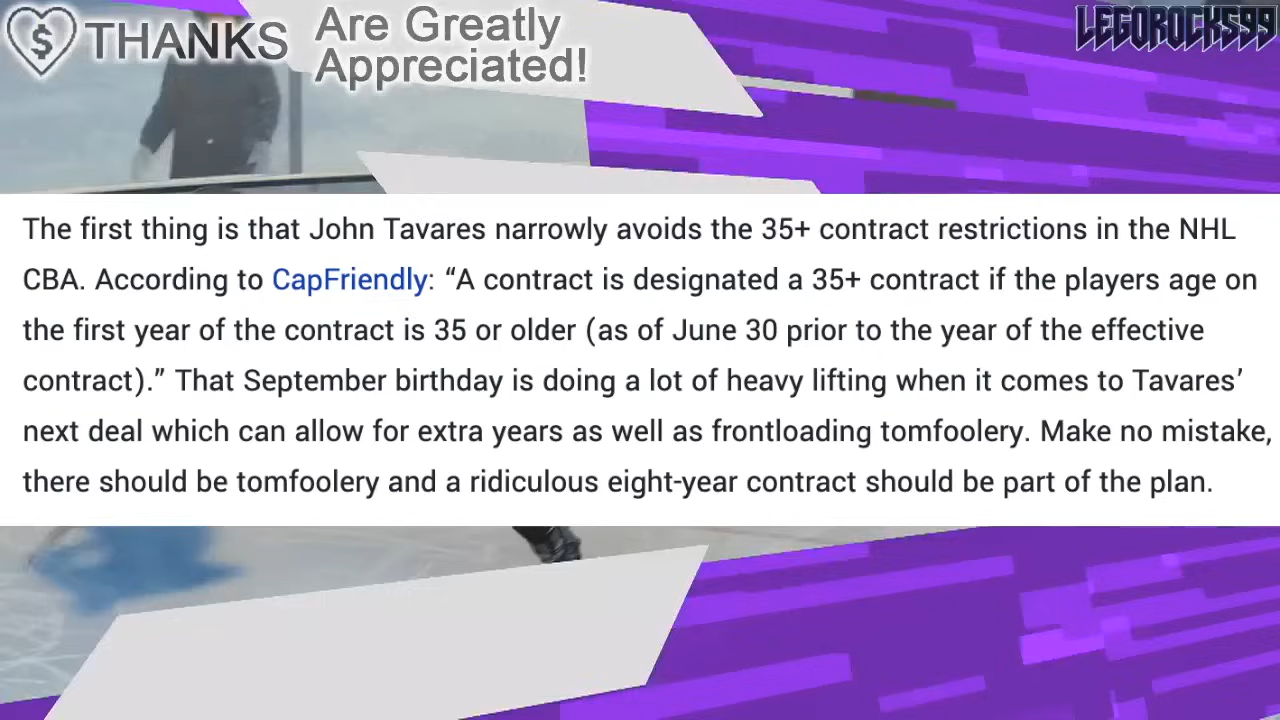 $ THANKS
Are Greatly
Appreciated!
LEGOROCKS99
The first thing is that John Tavares narrowly avoids the 35+ contract restrictions in the NHL
CBA. According to CapFriendly: “A contract is designated a 35+ contract if the players age on
the first year of the contract is 35 or older (as of June 30 prior to the year of the effective
contract).” That September birthday is doing a lot of heavy lifting when it comes to Tavares’
next deal which can allow for extra years as well as frontloading tomfoolery. Make no mistake,
there should be tomfoolery and a ridiculous eight-year contract should be part of the plan.